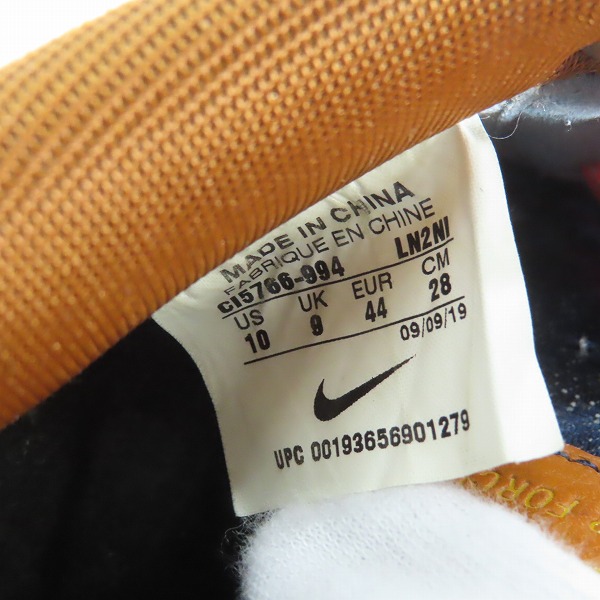 MADE IN CHINA
FABRIQUE EN CHINE
CI5766-994 LN2NI
US UK EUR CM
10 9 44 28
09/09/19
UPC 00193656901279
FORC